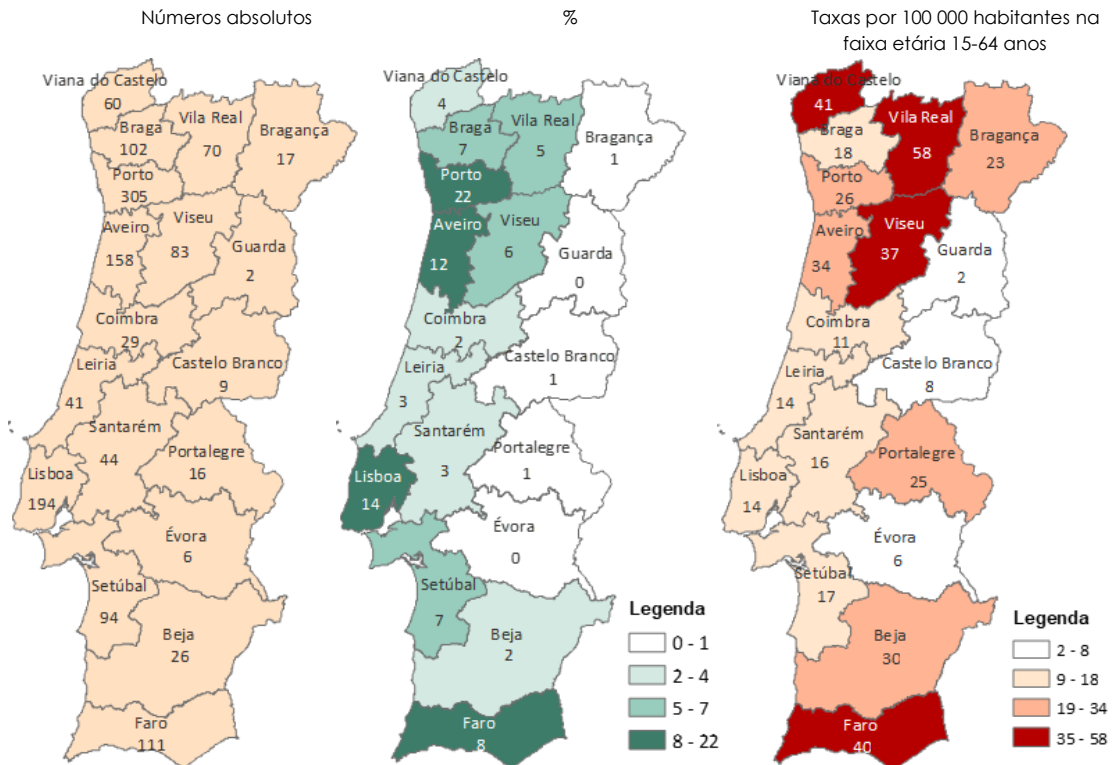 Números absolutos
Viana do Castelo
60
Braga
102
Vila Real
70
Bragança
17
Porto
305
Aveiro
158
Viseu
83
Guarda
2
Coimbra
29
Leiria
41
Castelo Branco
9
Santarém
44
Portalegre
16
Lisboa
194
Évora
6
Setúbal
94
Beja
26
Faro
111
%
Viana do Castelo
4
Braga
7
Vila Real
5
Bragança
1
Porto
22
Aveiro
12
Viseu
6
Guarda
0
Coimbra
2
Leiria
3
Castelo Branco
1
Santarém
3
Portalegre
1
Lisboa
14
Évora
0
Setúbal
7
Beja
2
Faro
8
Legenda
0 - 1
2 - 4
5 - 7
8 - 22
Taxas por 100 000 habitantes na
faixa etária 15-64 anos
Viana do Castelo
41
Braga
18
Vila Real
58
Bragança
23
Porto
26
Aveiro
34
Viseu
37
Guarda
2
Coimbra
11
Leiria
14
Castelo Branco
8
Santarém
16
Portalegre
25
Lisboa
14
Évora
6
Setúbal
17
Beja
30
Faro
40
Legenda
2 - 8
9 - 18
19 - 34
35 - 58